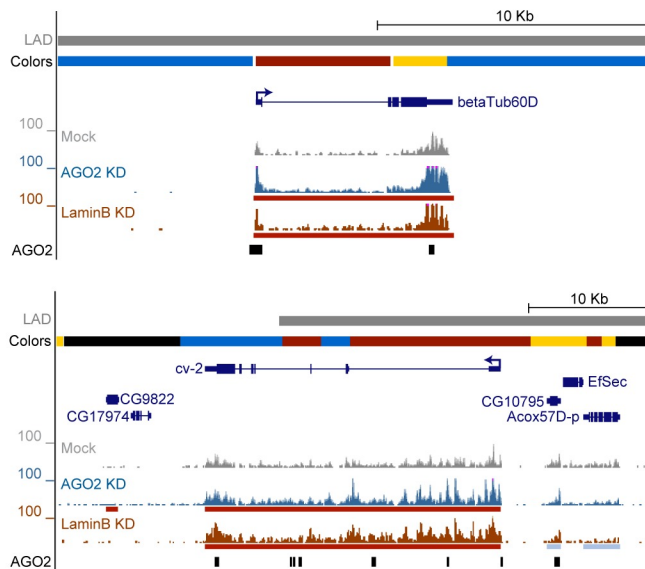 10 Kb
LAD
Colors
betaTub60D
100
Mock
100
AGO2 KD
100
LaminB KD
AGO2
10 Kb
LAD
Colors
cv-2
EfSec
CG9822
CG10795
CG17974
Acox57D-p
100
Mock
100
AGO2 KD
100
LaminB KD
AGO2